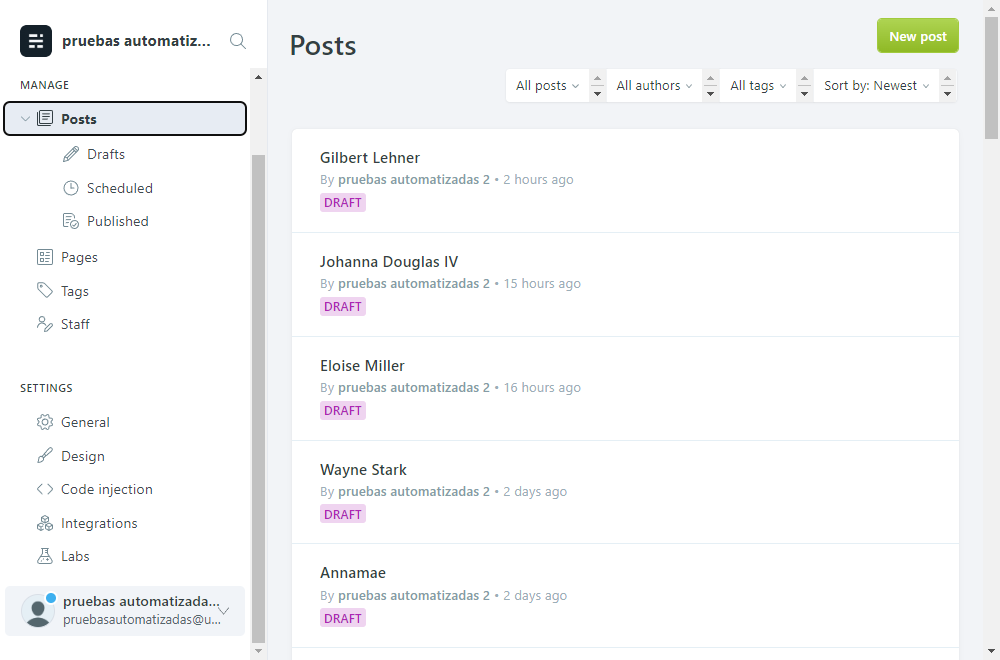 pruebas automatiz...
MANAGE
Posts
Drafts
Scheduled
Published
Pages
Tags
Staff
SETTINGS
General
Design
Code injection
Integrations
Labs
pruebas automatizada...
pruebasautomatizadas@u...
Posts
New post
All posts
All authors
All tags
Sort by: Newest
Gilbert Lehner
By pruebas automatizadas 2 • 2 hours ago
DRAFT
Johanna Douglas IV
By pruebas automatizadas 2 • 15 hours ago
DRAFT
Eloise Miller
By pruebas automatizadas 2 • 16 hours ago
DRAFT
Wayne Stark
By pruebas automatizadas 2 • 2 days ago
DRAFT
Annamae
By pruebas automatizadas 2 • 2 days ago
DRAFT